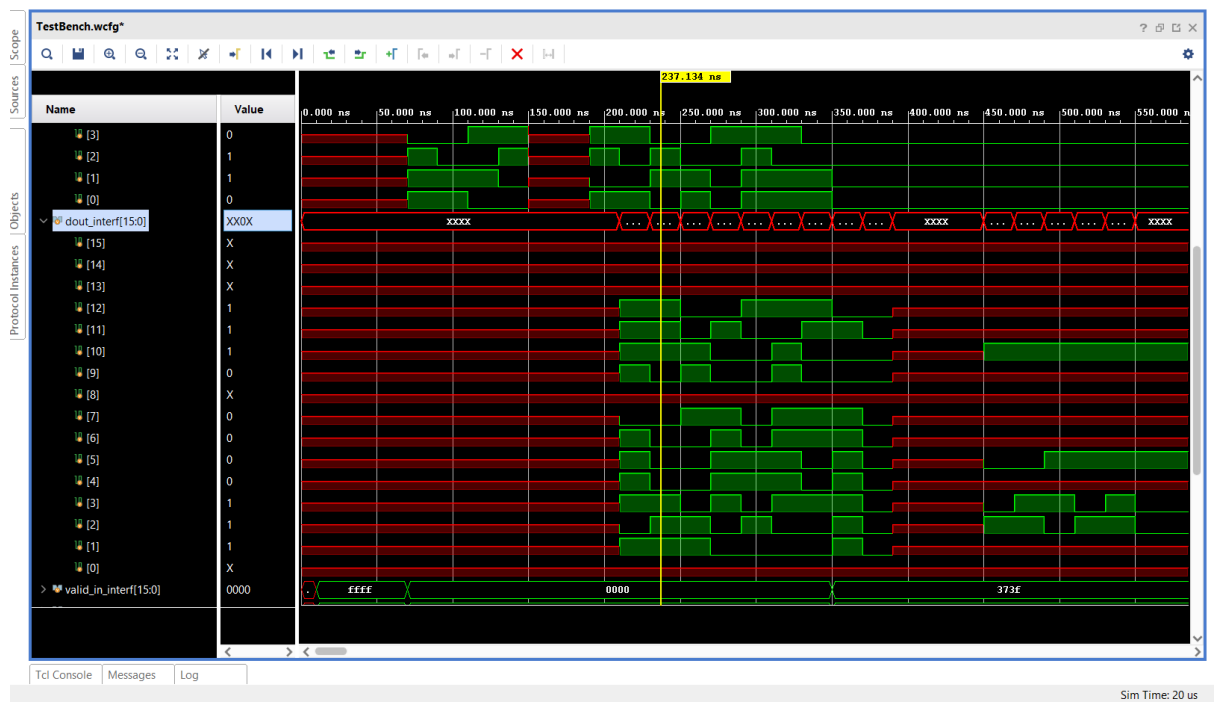 TestBench.wcfg*
Scope
Sources
Objects
Protocol Instances
237.134 ns
Name Value
0.000 ns 50.000 ns 100.000 ns 150.000 ns 200.000 ns 250.000 ns 300.000 ns 350.000 ns 400.000 ns 450.000 ns 500.000 ns 550.000 n
[3] 0
[2] 1
[1] 1
[0] 0
dout_interf[15:0] XX0X XXXX ... ... ... ... ... ... ... ... ... XXXX ... ... ... ... ... XXXX
[15] X
[14] X
[13] X
[12] 1
[11] 1
[10] 1
[9] 0
[8] X
[7] 0
[6] 0
[5] 0
[4] 0
[3] 1
[2] 1
[1] 1
[0] X
valid_in_interf[15:0] 0000 . ffff 0000 373f
Tcl Console Messages Log
Sim Time: 20 us